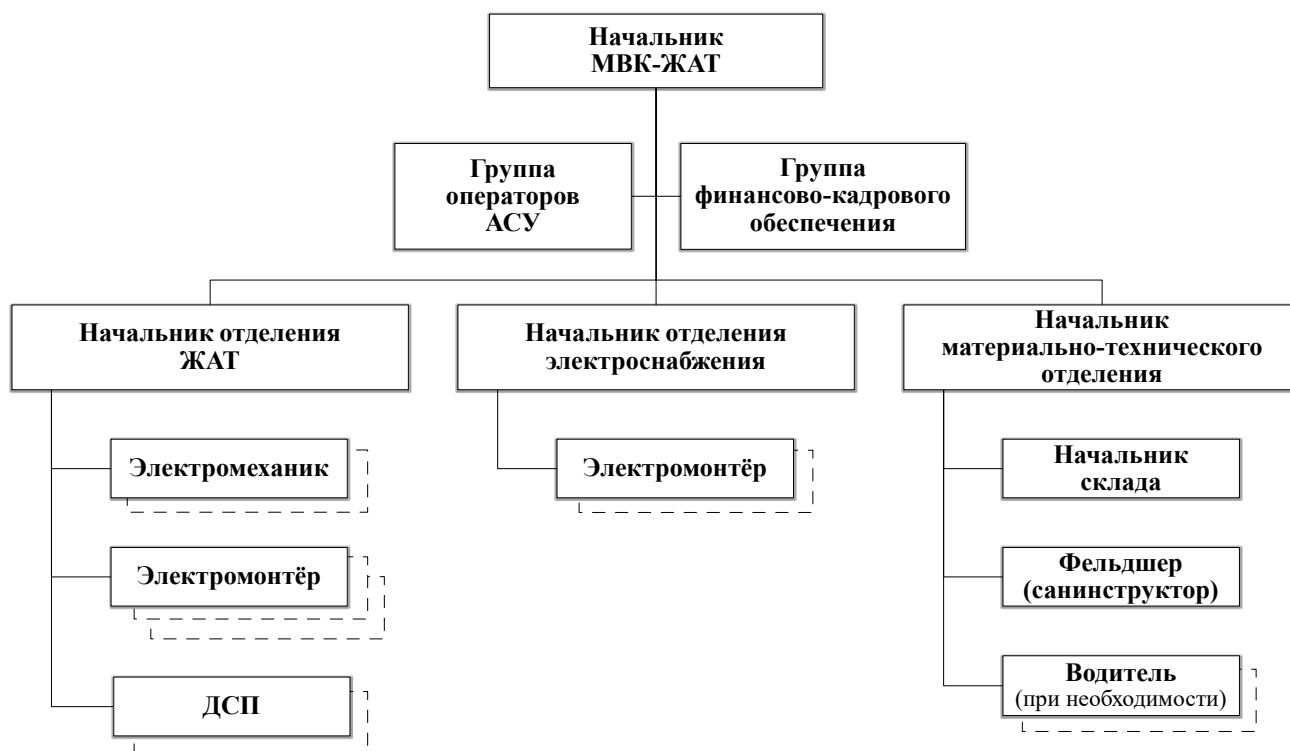 Начальник
МВК-ЖАТ
Группа
операторов
АСУ
Группа
финансово-кадрового
обеспечения
Начальник отделения
ЖАТ
Начальник отделения
электроснабжения
Начальник
материально-технического
отделения
Электромеханик
Электромонтёр
ДСП
Электромонтёр
Начальник
склада
Фельдшер
(санинструктор)
Водитель
(при необходимости)